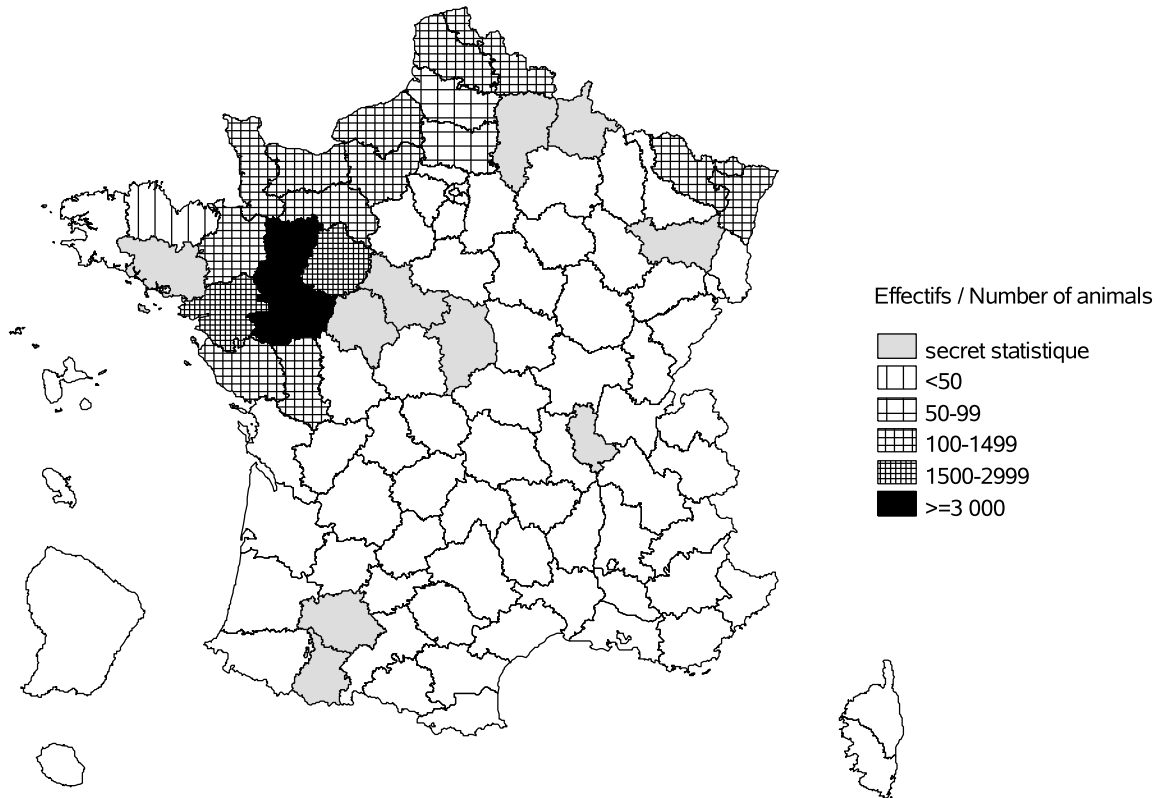 Effectifs / Number of animals
secret statistique
<50
50-99
100-1499
1500-2999
>=3 000